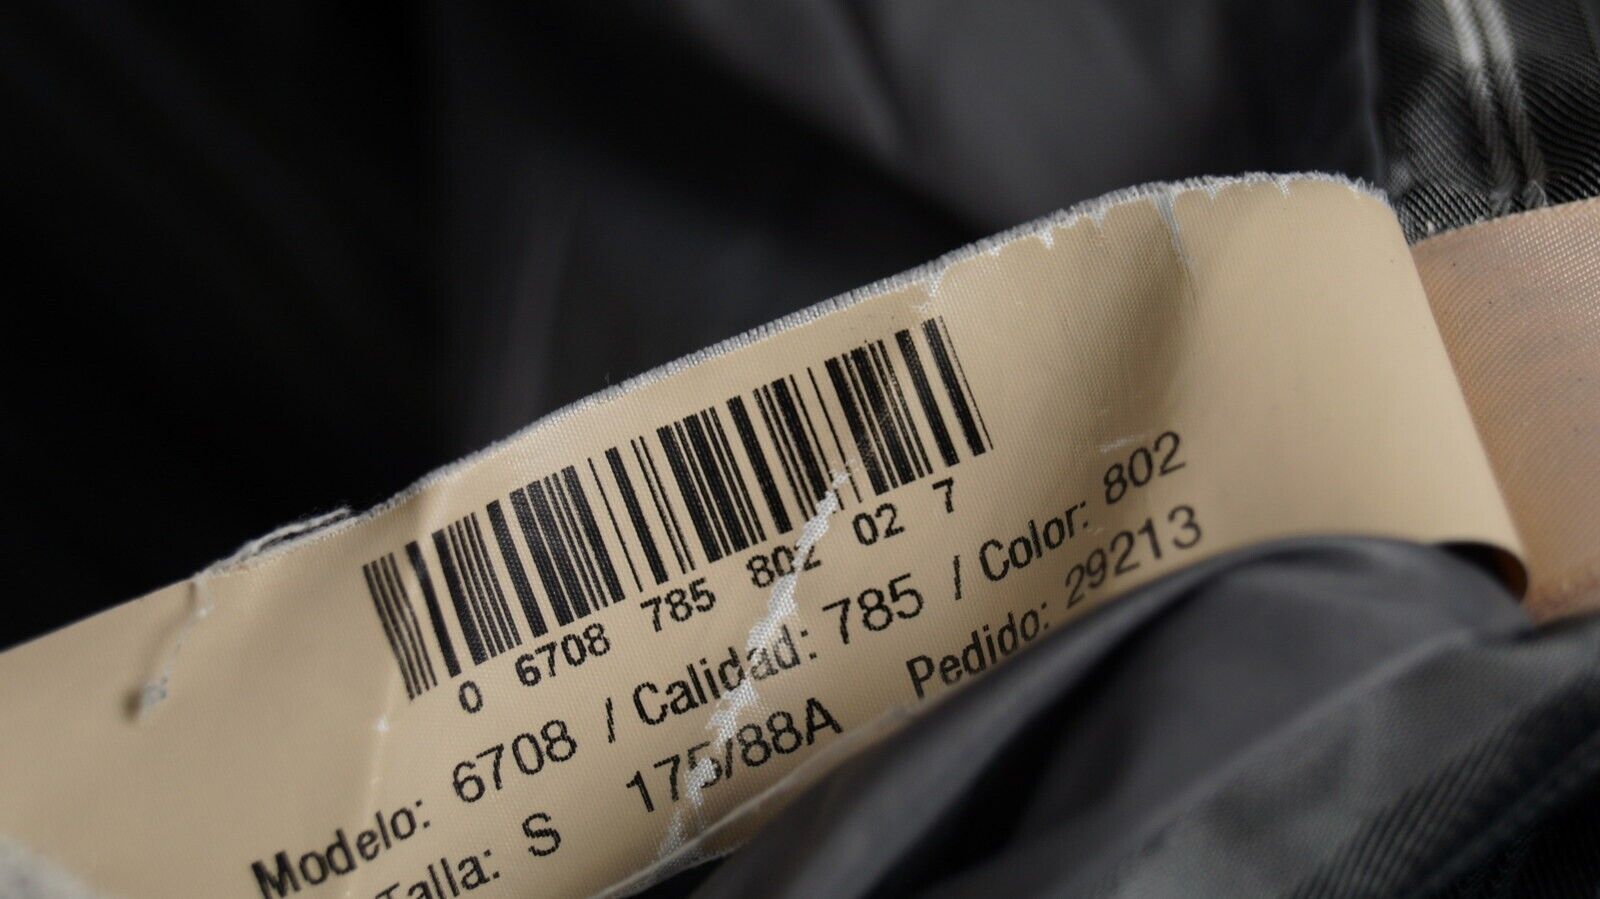 0 6708 785 802 02 7
Modelo: 6708 / Calidad: 785 / Color: 802
Talla: S 175/88A Pedido: 29213